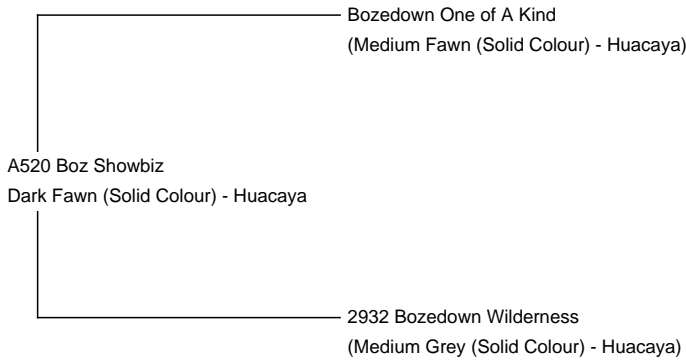 Bozedown One of A Kind
(Medium Fawn (Solid Colour) - Huacaya)
A520 Boz Showbiz
Dark Fawn (Solid Colour) - Huacaya
2932 Bozedown Wilderness
(Medium Grey (Solid Colour) - Huacaya)